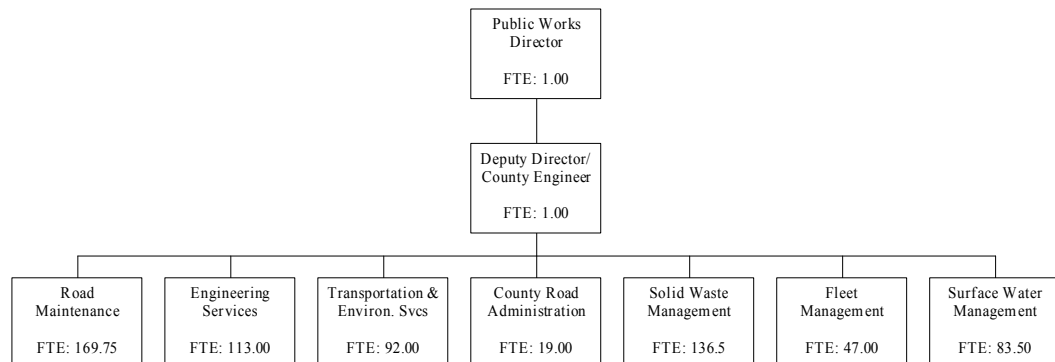 Public Works
Director
FTE: 1.00
Deputy Director/
County Engineer
FTE: 1.00
Road
Maintenance
FTE: 169.75
Engineering
Services
FTE: 113.00
Transportation &
Environ. Svcs
FTE: 92.00
County Road
Administration
FTE: 19.00
Solid Waste
Management
FTE: 136.5
Fleet
Management
FTE: 47.00
Surface Water
Management
FTE: 83.50